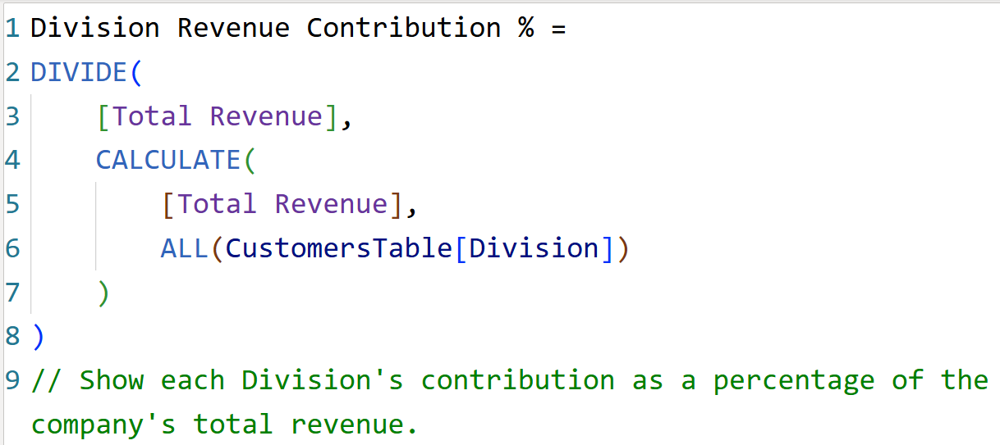 1 Division Revenue Contribution % =
2 DIVIDE(
3     [Total Revenue],
4     CALCULATE(
5         [Total Revenue],
6         ALL(CustomersTable[Division])
7     )
8 )
9 // Show each Division's contribution as a percentage of the
company's total revenue.